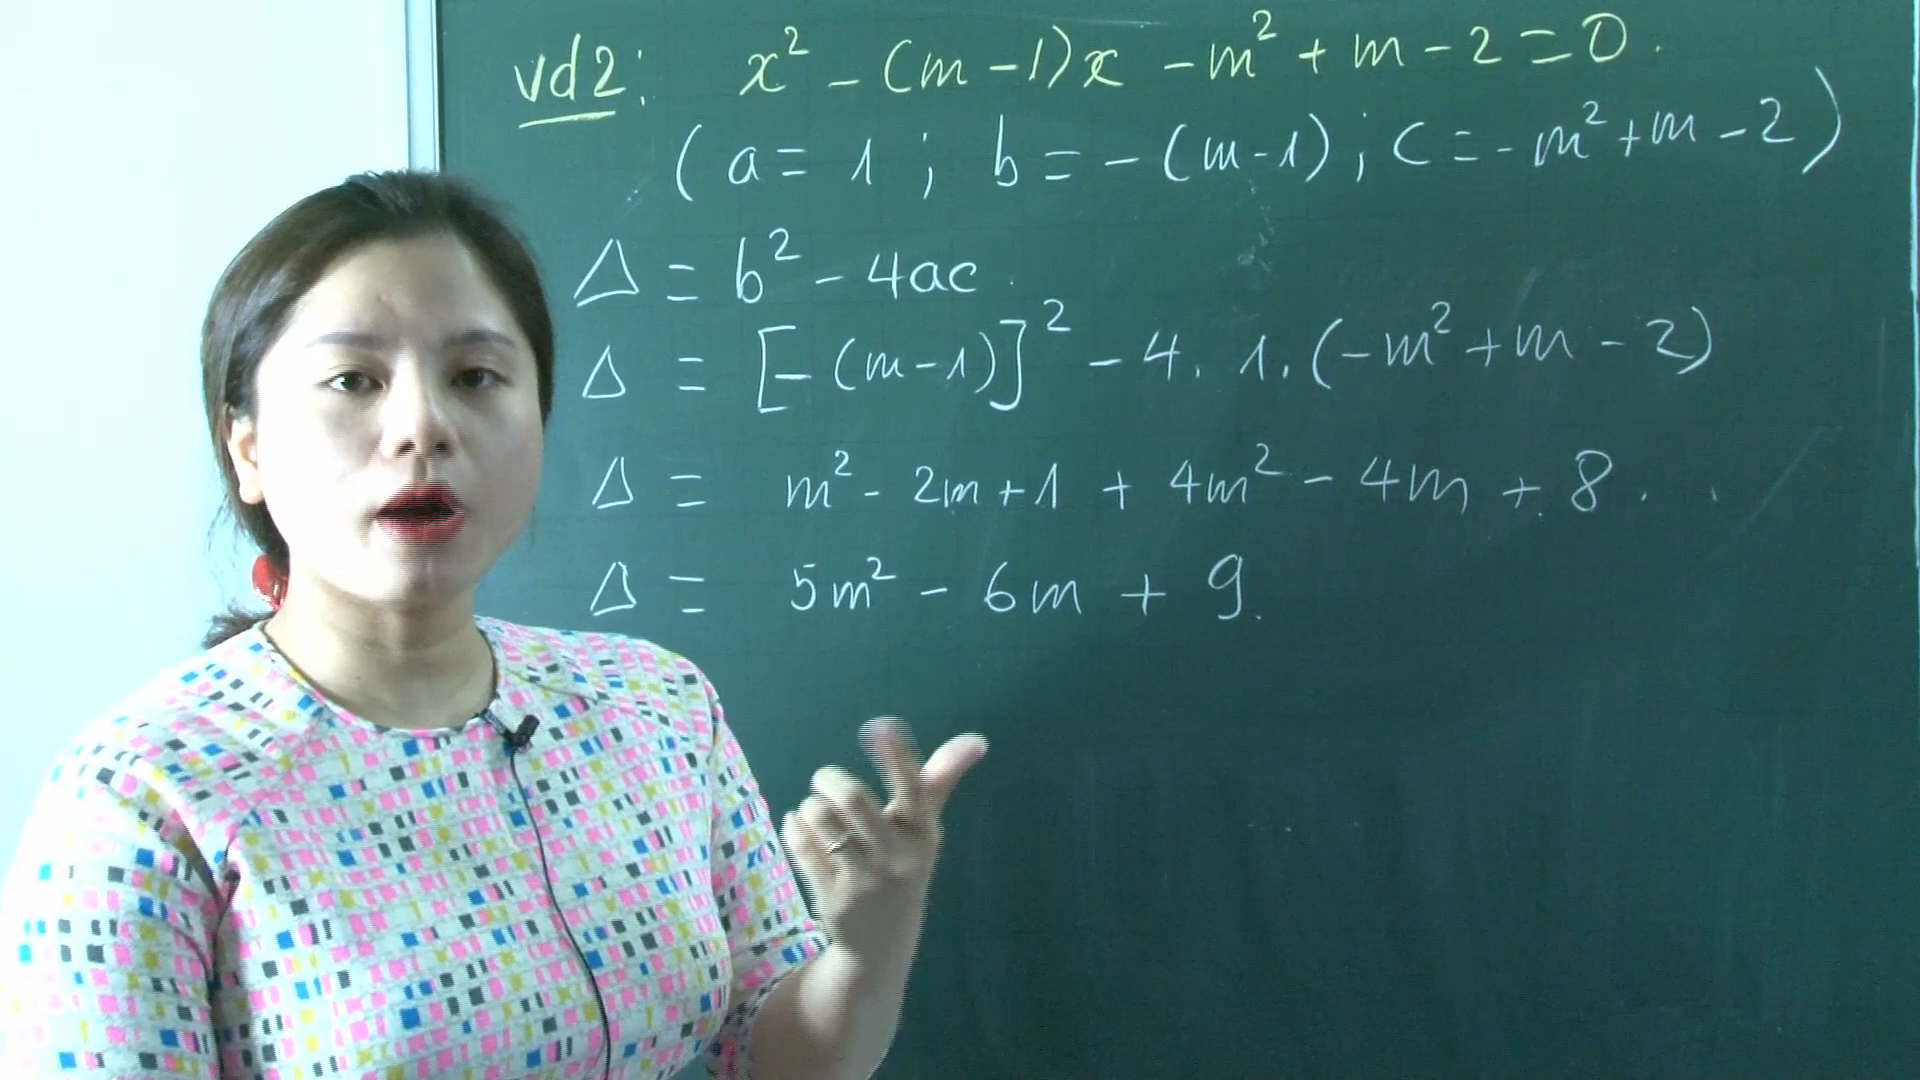 vd2: x² - (m - 1)x - m² + m - 2 = 0.
(a = 1 ; b = - (m - 1) ; c = - m² + m - 2)
Δ = b² - 4ac.
Δ = [- (m - 1)]² - 4. 1. (- m² + m - 2)
Δ = m² - 2m + 1 + 4m² - 4m + 8.
Δ = 5m² - 6m + 9.